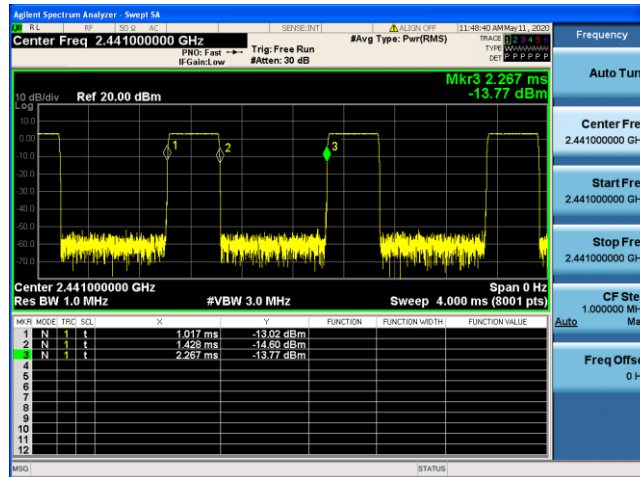 Agilent Spectrum Analyzer - Swept SA
RL RF 50 Ω AC SENSE:INT ALIGN OFF 11:48:40 AM May 11, 2020
Center Freq 2.441000000 GHz
#Avg Type: Pwr(RMS)
TRACE 1 2 3 4 5 6
TYPE
DET P P P P P P
PNO: Fast
IFGain:Low
Trig: Free Run
#Atten: 30 dB
Frequency
Mkr3 2.267 ms
-13.77 dBm
10 dB/div Ref 20.00 dBm
Log
10.0
0.00
-10.0
-20.0
-30.0
-40.0
-50.0
-60.0
1
2
3
Center 2.441000000 GHz Span 0 Hz
Res BW 1.0 MHz #VBW 3.0 MHz Sweep 4.000 ms (8001 pts)
MKR MODE TRC SCL X Y FUNCTION FUNCTION WIDTH FUNCTION VALUE
1 N 1 t 1.017 ms -13.02 dBm
2 N 1 t 1.428 ms -14.60 dBm
3 N 1 t 2.267 ms -13.77 dBm
4
5
6
7
8
9
10
11
12
MSG STATUS
Auto Tun
Center Fre
2.441000000 GH
Start Fre
2.441000000 GH
Stop Fre
2.441000000 GH
CF Ste
1.000000 MH
Auto Ma
Freq Offse
0 H